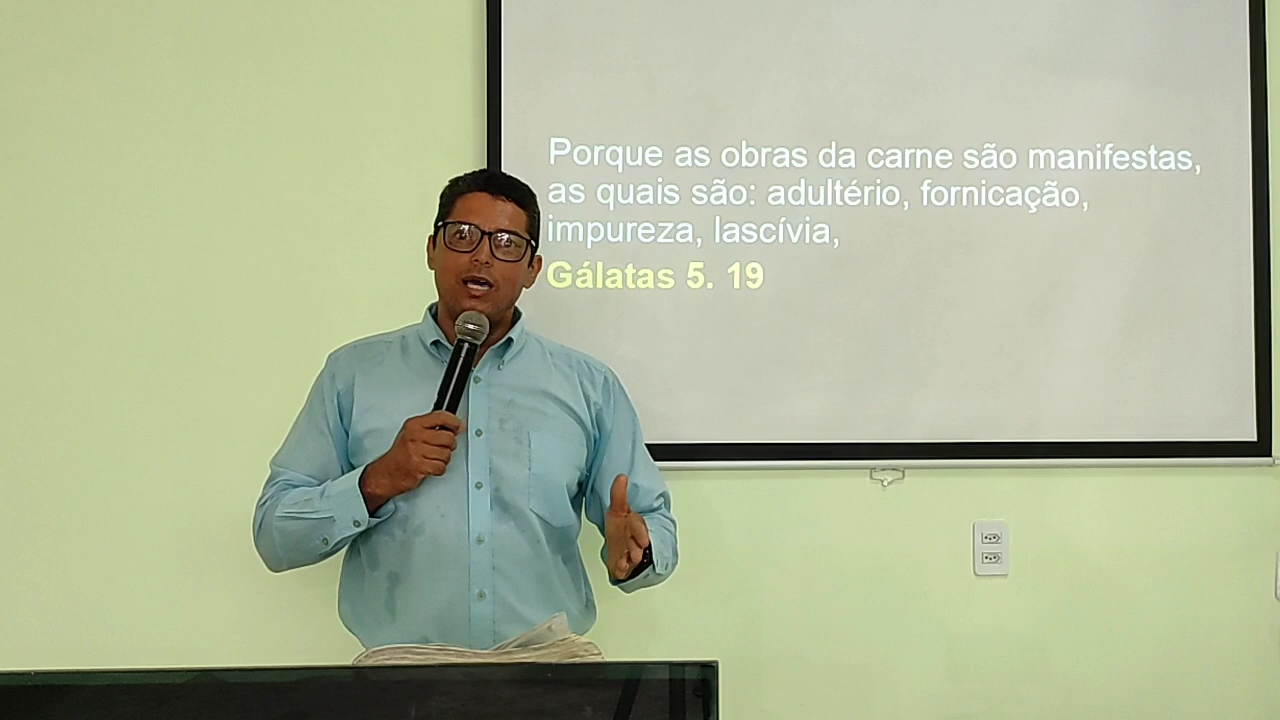 Porque as obras da carne são manifestas,
as quais são: adultério, fornicação,
impureza, lascívia,
Gálatas 5. 19